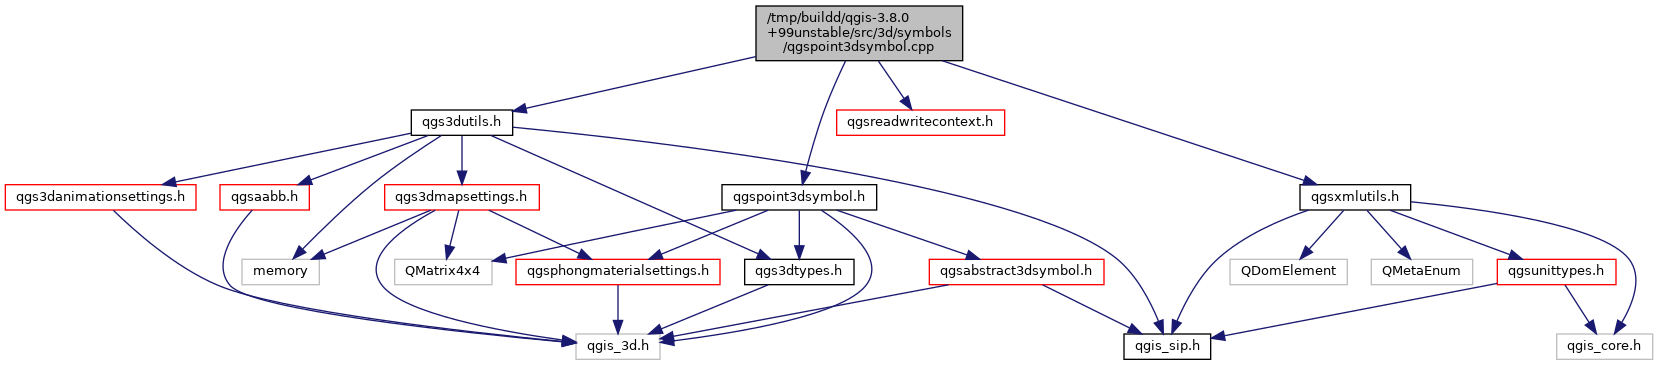 /tmp/buildd/qgis-3.8.0
+99unstable/src/3d/symbols
/qgspoint3dsymbol.cpp
qgs3dutils.h
qgsreadwritecontext.h
qgs3danimationsettings.h
qgsaabb.h
qgs3dmapsettings.h
qgspoint3dsymbol.h
qgsxmlutils.h
memory
QMatrix4x4
qgsphongmaterialsettings.h
qgs3dtypes.h
qgsabstract3dsymbol.h
QDomElement
QMetaEnum
qgsunittypes.h
qgis_3d.h
qgis_sip.h
qgis_core.h